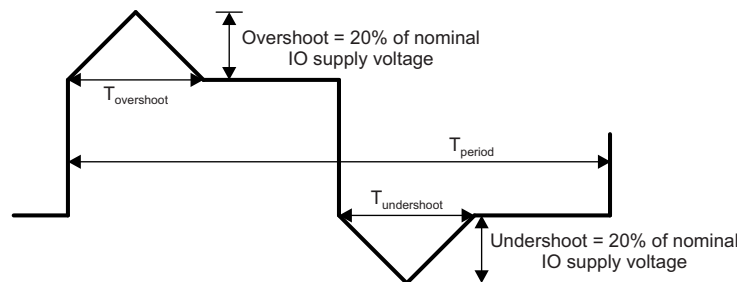 Overshoot = 20% of nominal
IO supply voltage
Tovershoot
Tperiod
Tundershoot
Undershoot = 20% of nominal
IO supply voltage